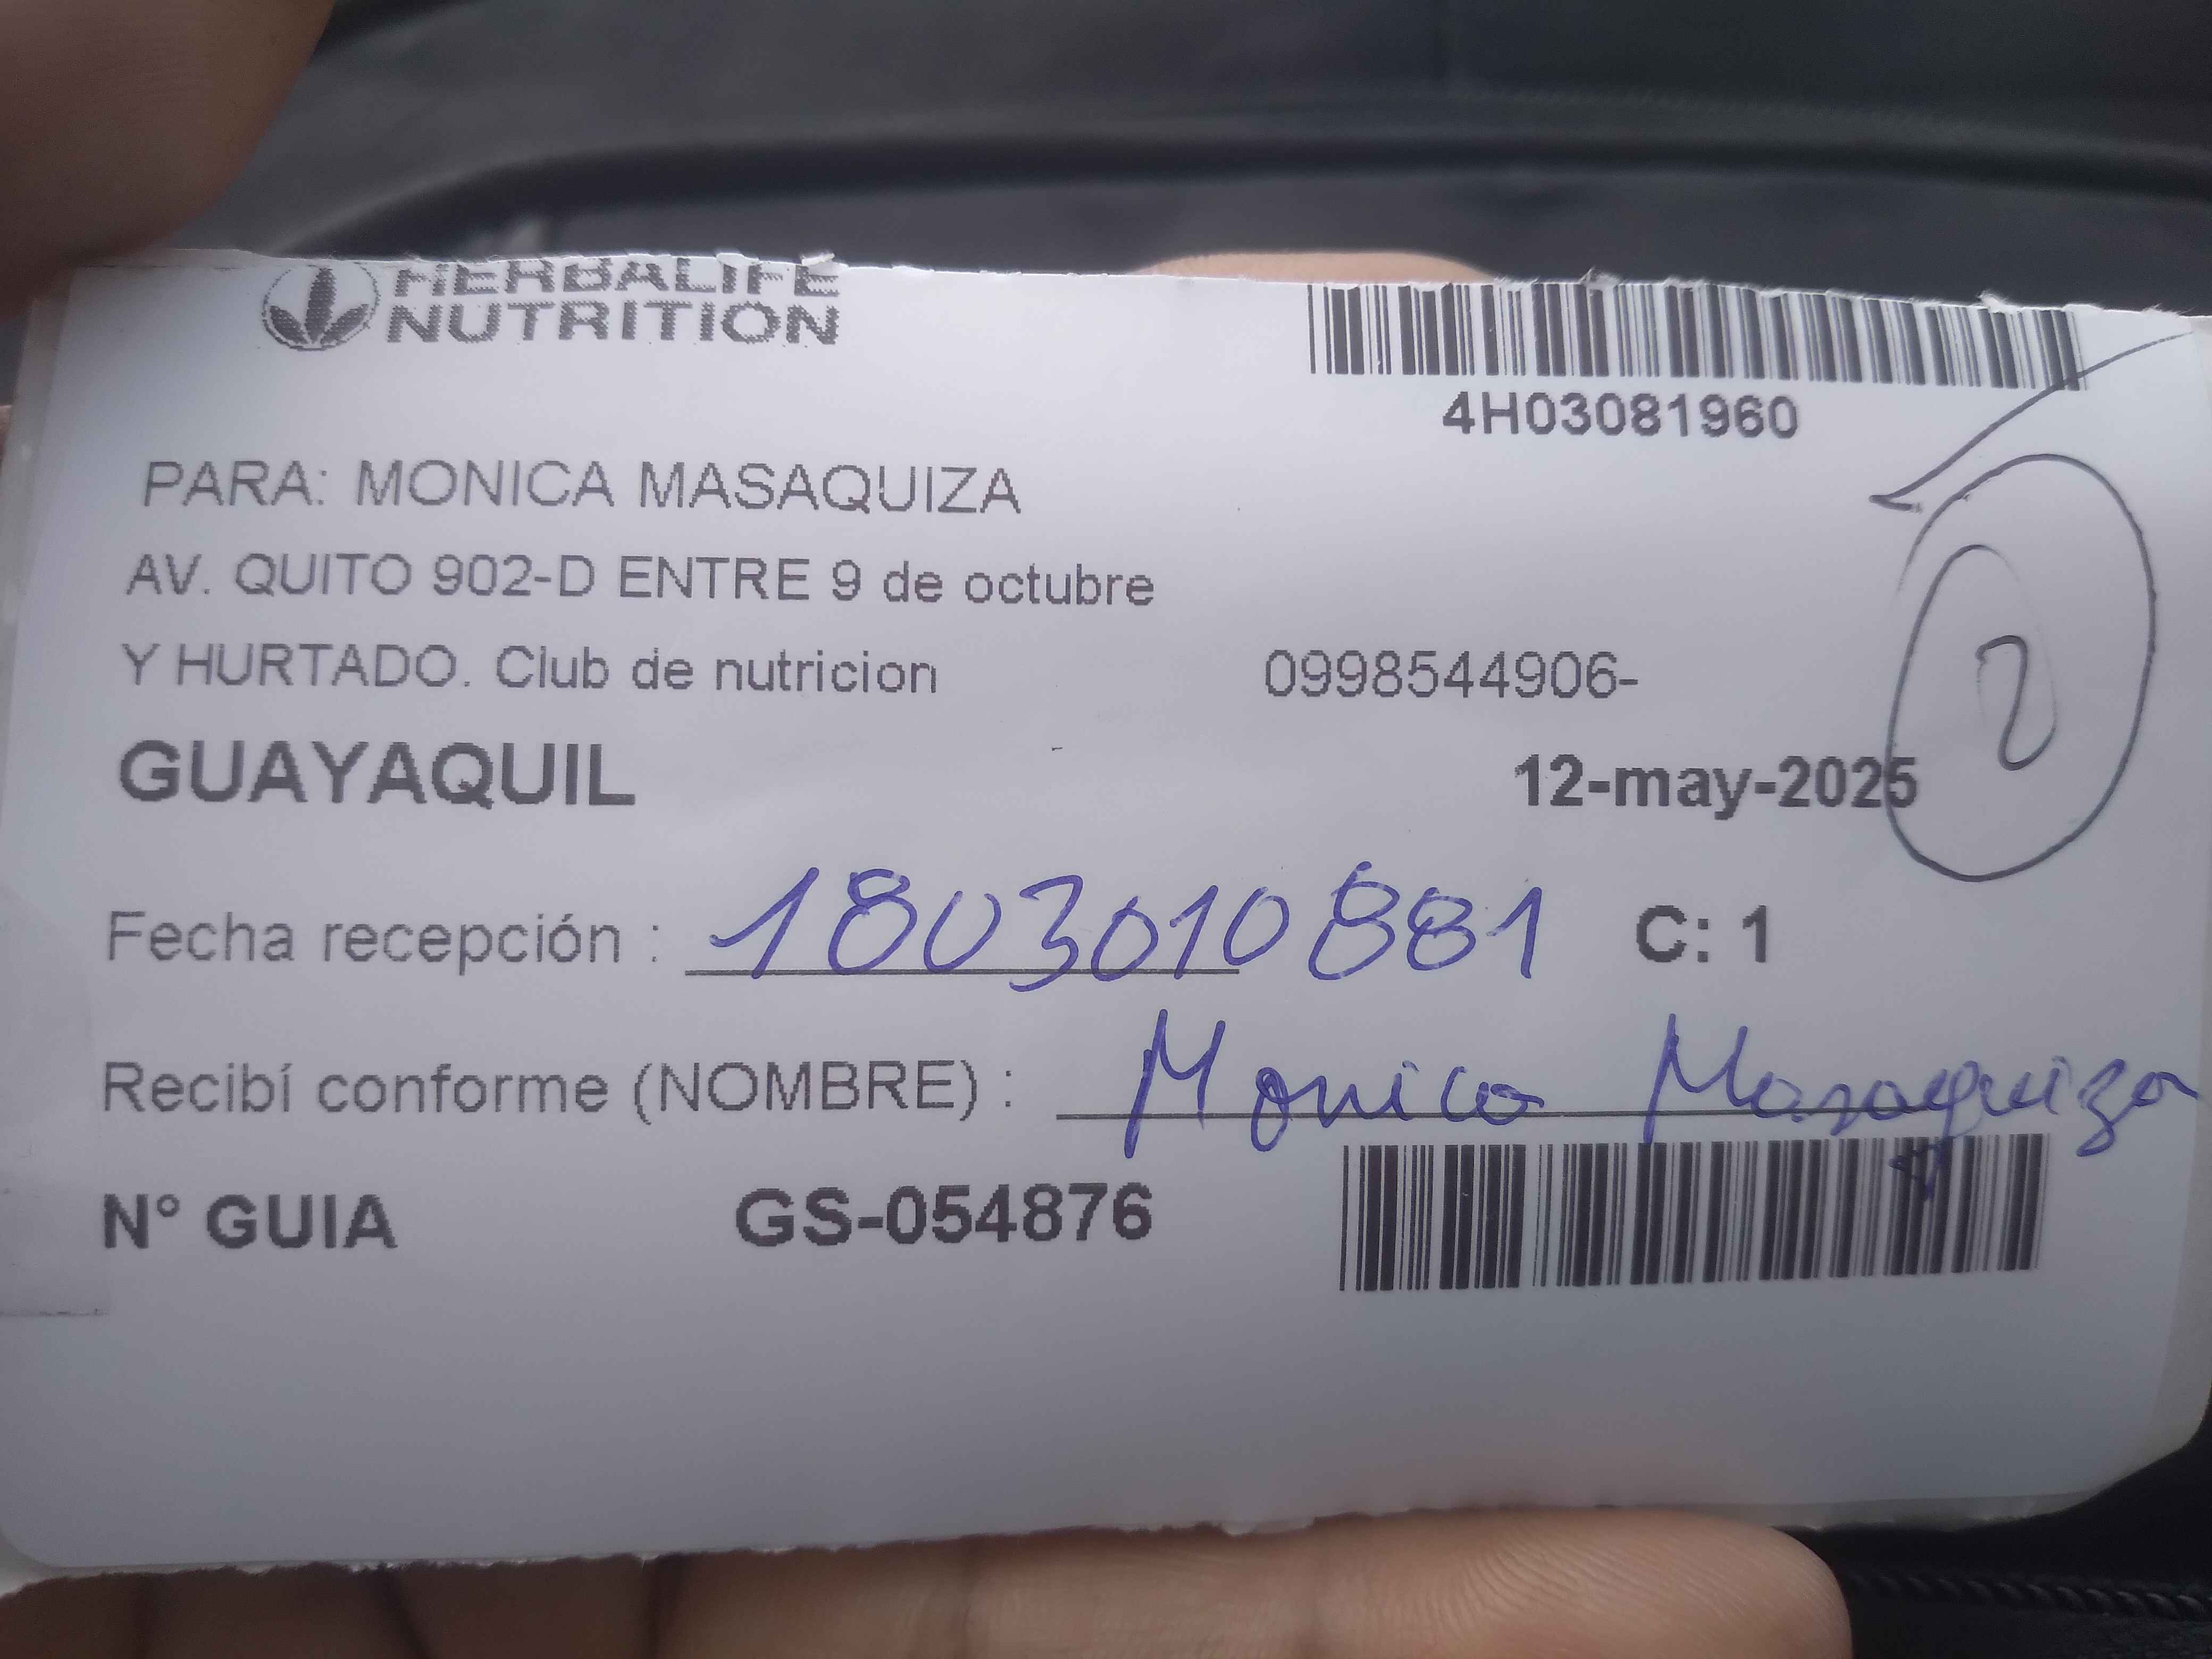 HERBALIFE
NUTRITION
4H03081960
PARA: MONICA MASAQUIZA
AV. QUITO 902-D ENTRE 9 de octubre
Y HURTADO. Club de nutricion 0998544906-
GUAYAQUIL 12-may-2025
2
Fecha recepción : 1803010881 C: 1
Recibí conforme (NOMBRE) : Monica Masaquiza
N° GUIA GS-054876